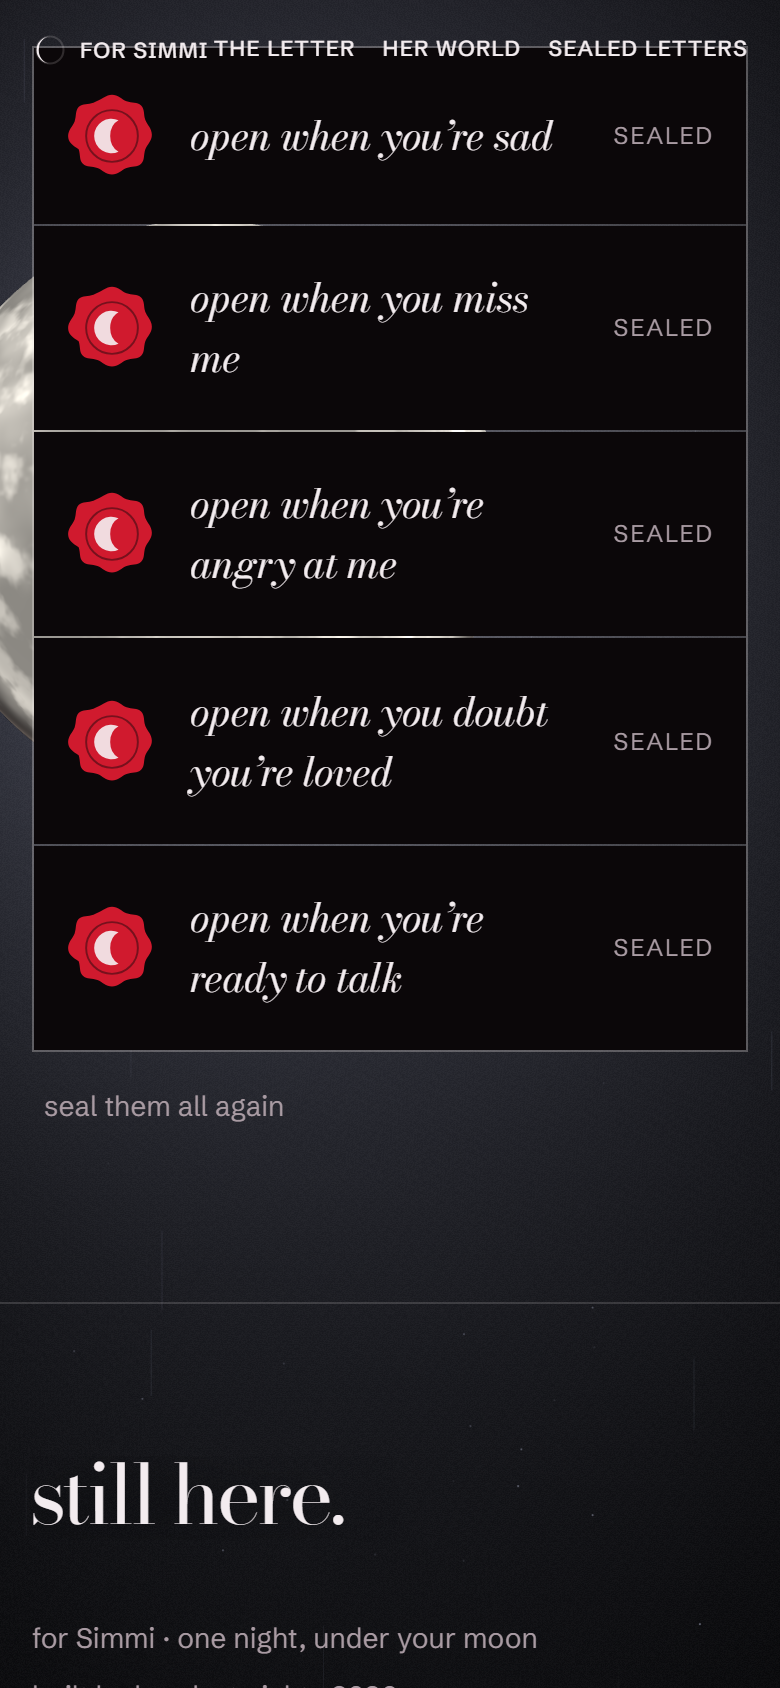 FOR SIMMI THE LETTER HER WORLD SEALED LETTERS
open when you’re sad SEALED
open when you miss
me
SEALED
open when you’re
angry at me
SEALED
open when you doubt
you’re loved
SEALED
open when you’re
ready to talk
SEALED
seal them all again
still here.
for Simmi · one night, under your moon